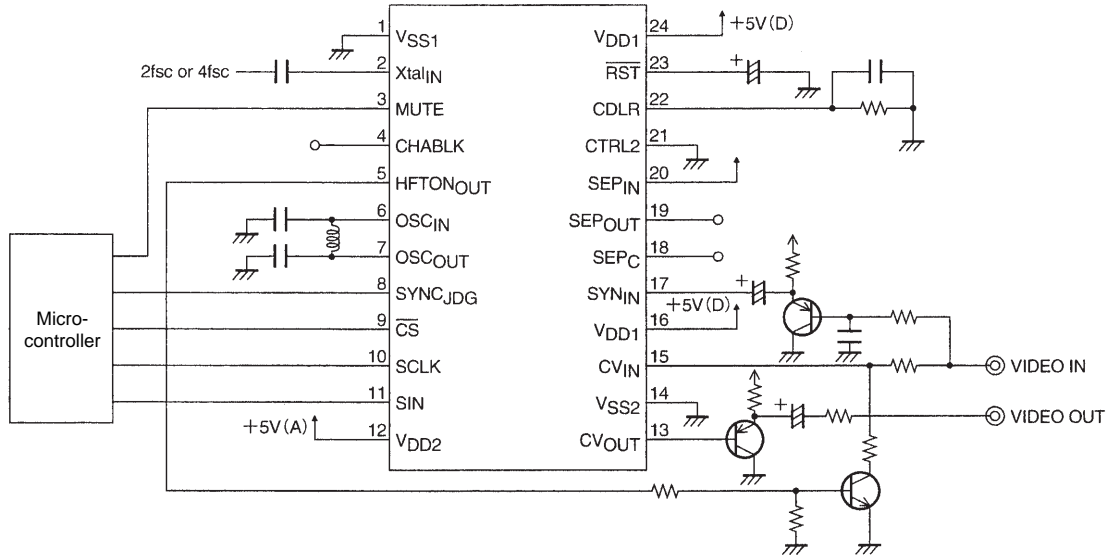 1 VSS1
2fsc or 4fsc 2 XtalIN
3 MUTE
4 CHABLK
5 HFTONOUT
6 OSCIN
7 OSCOUT
8 SYNCJDG
9 CS
10 SCLK
11 SIN
+5V(A) 12 VDD2
Micro-
controller
VDD1 24 +5V(D)
RST 23 +
CDLR 22
CTRL2 21
SEPIN 20
SEPOUT 19
SEPC 18
SYNIN 17 +
VDD1 16 +5V(D)
CVIN 15 VIDEO IN
VSS2 14
CVOUT 13 + VIDEO OUT